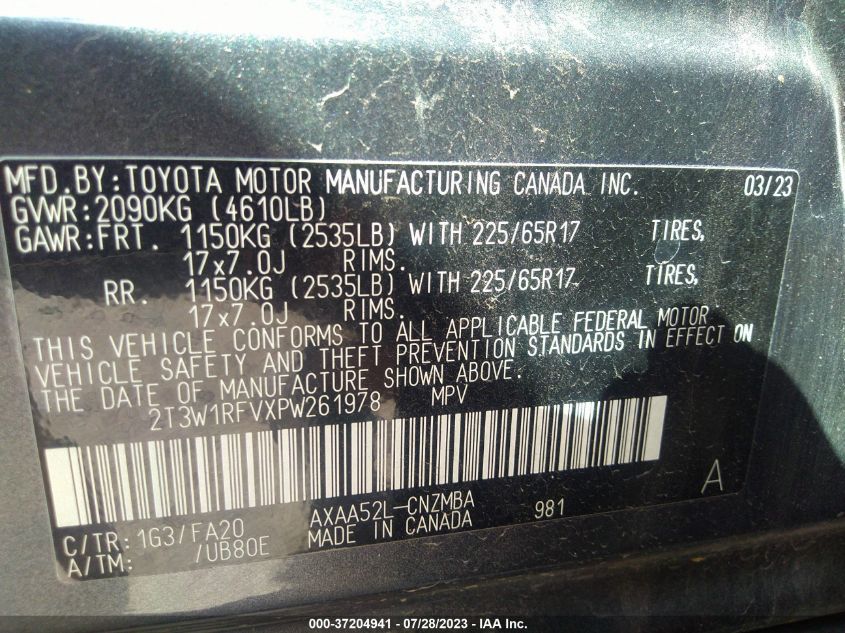 MFD.BY:TOYOTA MOTOR MANUFACTURING CANADA INC. 03/23
GVWR:2090KG (4610LB)
GAWR:FRT. 1150KG (2535LB) WITH 225/65R17 TIRES,
17x7.0J RIMS.
RR. 1150KG (2535LB) WITH 225/65R17 TIRES,
17x7.0J RIMS.
THIS VEHICLE CONFORMS TO ALL APPLICABLE FEDERAL MOTOR
VEHICLE SAFETY AND THEFT PREVENTION STANDARDS IN EFFECT ON
THE DATE OF MANUFACTURE SHOWN ABOVE.
2T3W1RFVXPW261978 MPV
A
C/TR:1G3/FA20 AXAA52L-CNZMBA 981
A/TM: /UB80E MADE IN CANADA
000-37204941 - 07/28/2023 - IAA Inc.